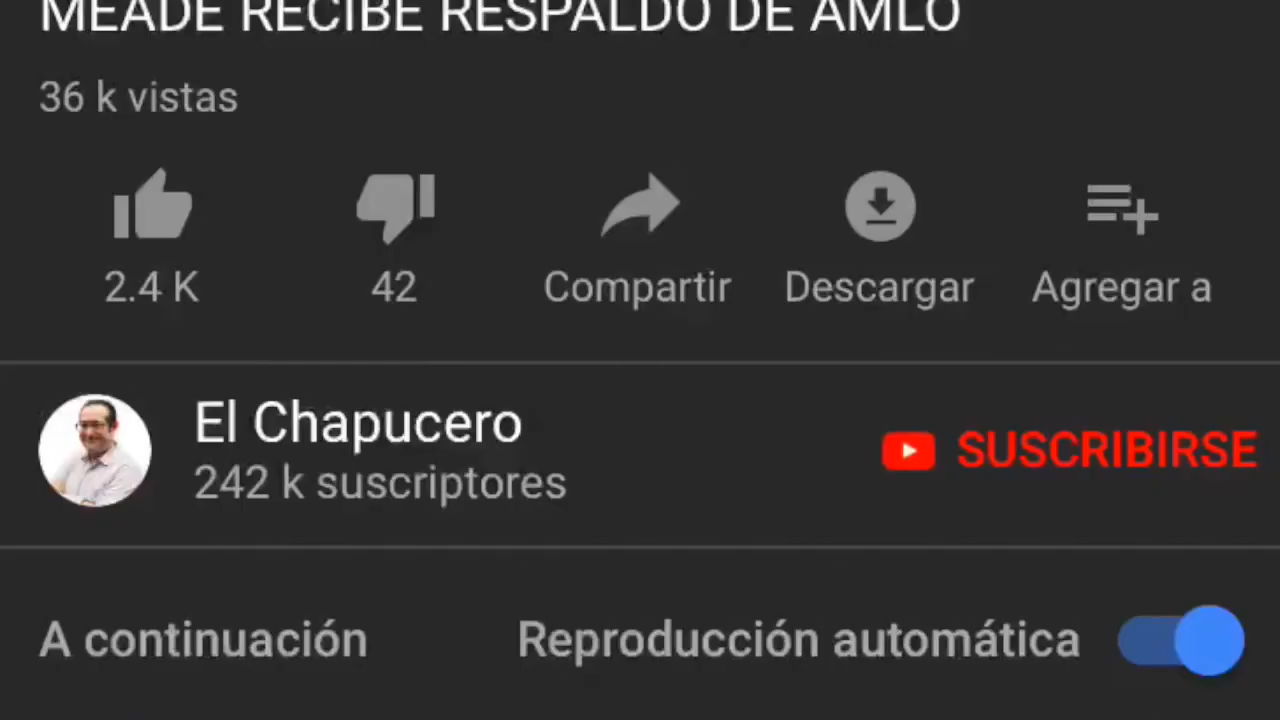 MEADE RECIBE RESPALDO DE AMLO
36 k vistas
2.4 K 42 Compartir Descargar Agregar a
El Chapucero
242 k suscriptores
SUSCRIBIRSE
A continuación Reproducción automática